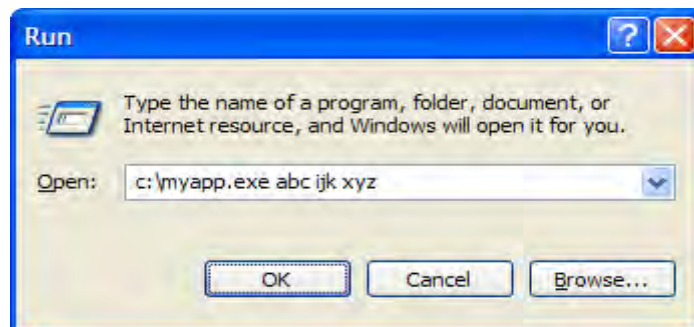 Run
Type the name of a program, folder, document, or
Internet resource, and Windows will open it for you.
Open: c:\myapp.exe abc ijk xyz
OK Cancel Browse...